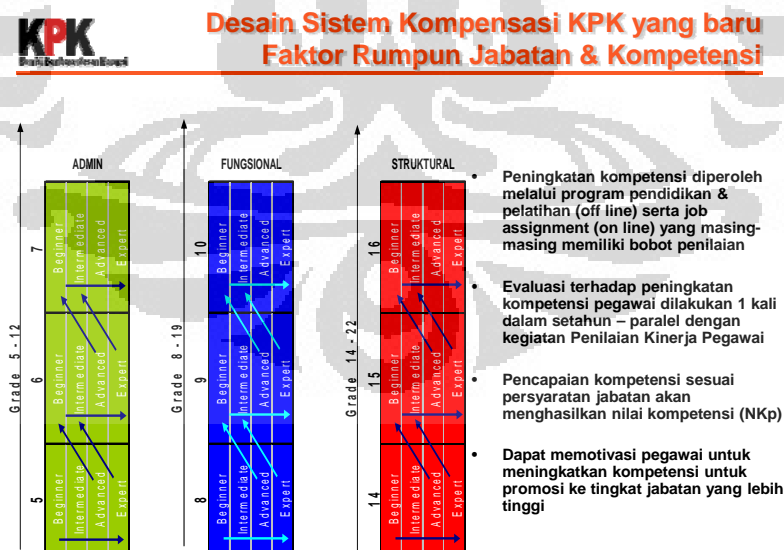 Desain Sistem Kompensasi KPK yang baru
Faktor Rumpun Jabatan & Kompetensi
KPK
ADMIN
FUNGSIONAL
STRUKTURAL
Grade 5-12
7
Beginner
Intermediate
Advanced
Expert
6
Beginner
Intermediate
Advanced
Expert
5
Beginner
Intermediate
Advanced
Expert
Grade 8-19
10
Beginner
Intermediate
Advanced
Expert
9
Beginner
Intermediate
Advanced
Expert
8
Beginner
Intermediate
Advanced
Expert
Grade 14-22
16
Beginner
Intermediate
Advanced
Expert
15
Beginner
Intermediate
Advanced
Expert
14
Beginner
Intermediate
Advanced
Expert
• Peningkatan kompetensi diperoleh
melalui program pendidikan &
pelatihan (off line) serta job
assignment (on line) yang masing-
masing memiliki bobot penilaian
• Evaluasi terhadap peningkatan
kompetensi pegawai dilakukan 1 kali
dalam setahun – paralel dengan
kegiatan Penilaian Kinerja Pegawai
• Pencapaian kompetensi sesuai
persyaratan jabatan akan
menghasilkan nilai kompetensi (NKp)
• Dapat memotivasi pegawai untuk
meningkatkan kompetensi untuk
promosi ke tingkat jabatan yang lebih
tinggi